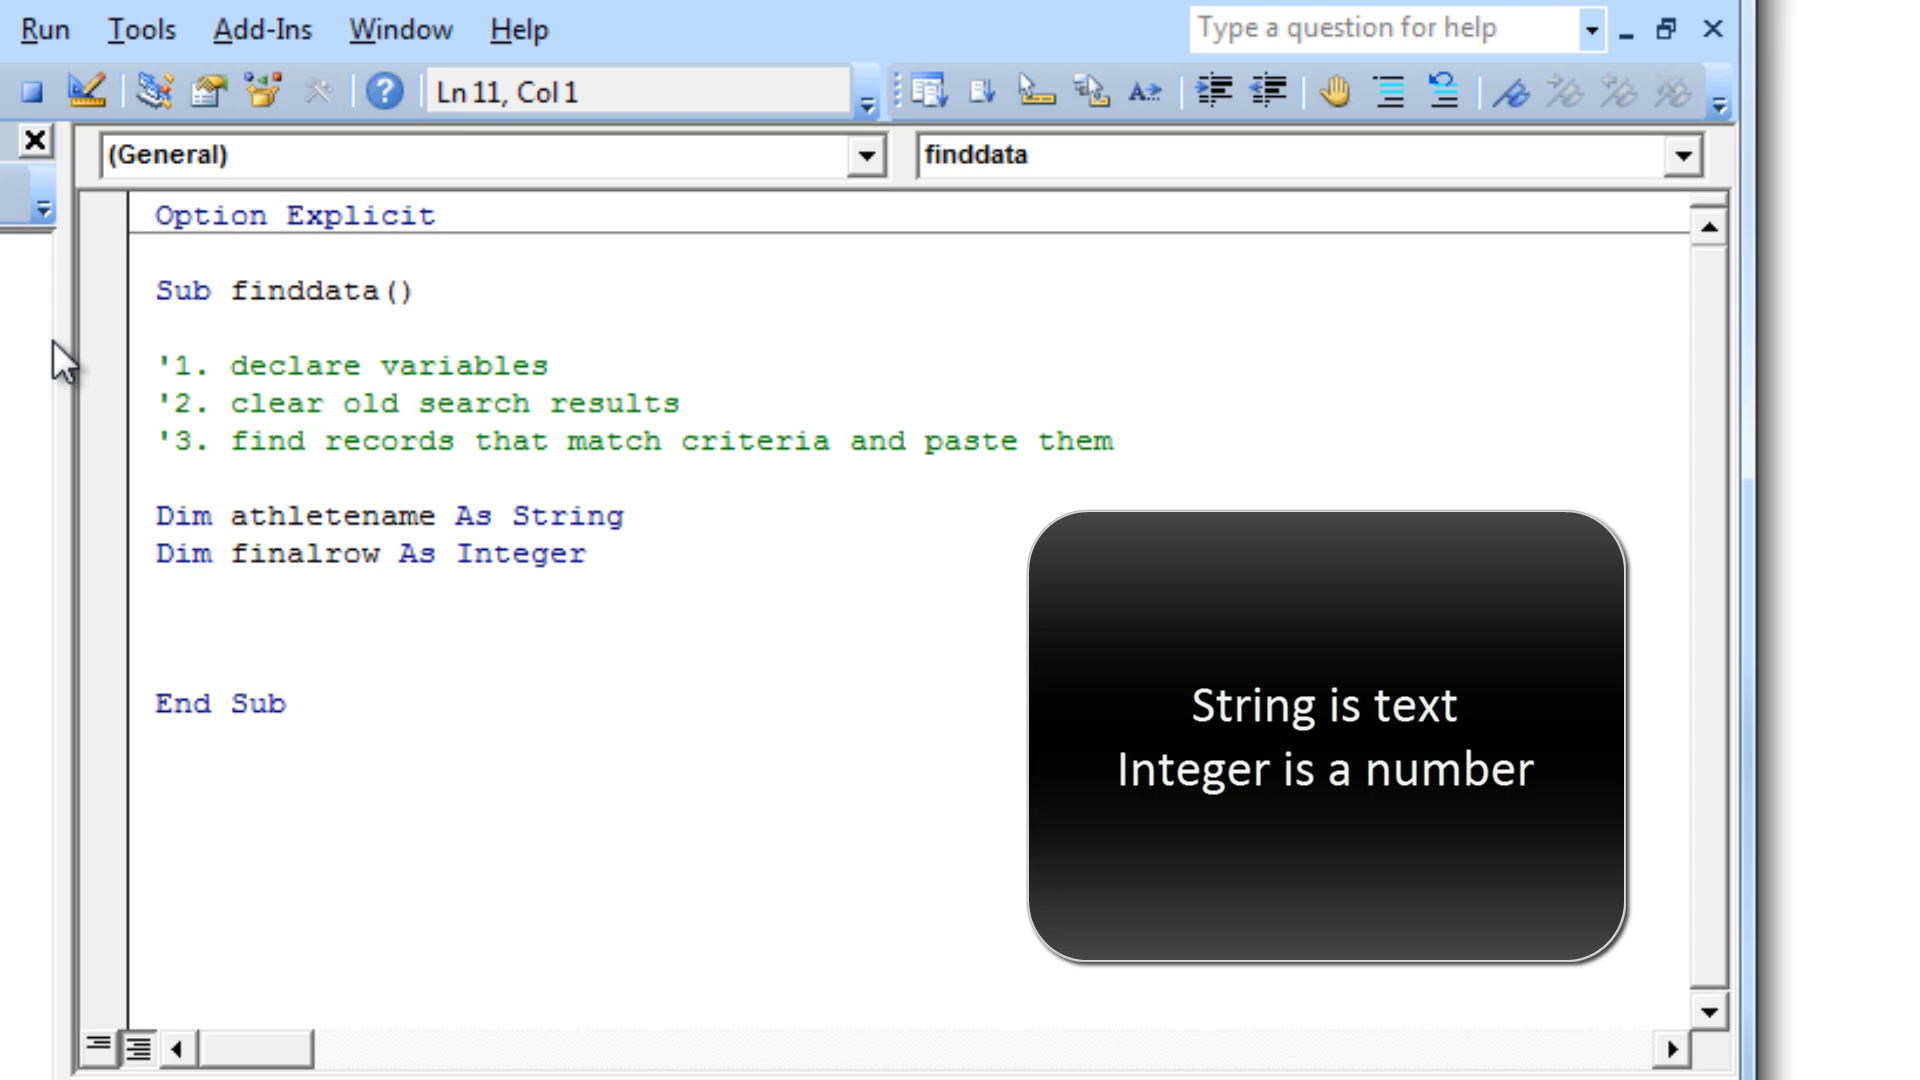 Run Tools Add-Ins Window Help Type a question for help
Ln 11, Col 1
(General) finddata
Option Explicit
Sub finddata()
'1. declare variables
'2. clear old search results
'3. find records that match criteria and paste them
Dim athletename As String
Dim finalrow As Integer
End Sub
String is text
Integer is a number